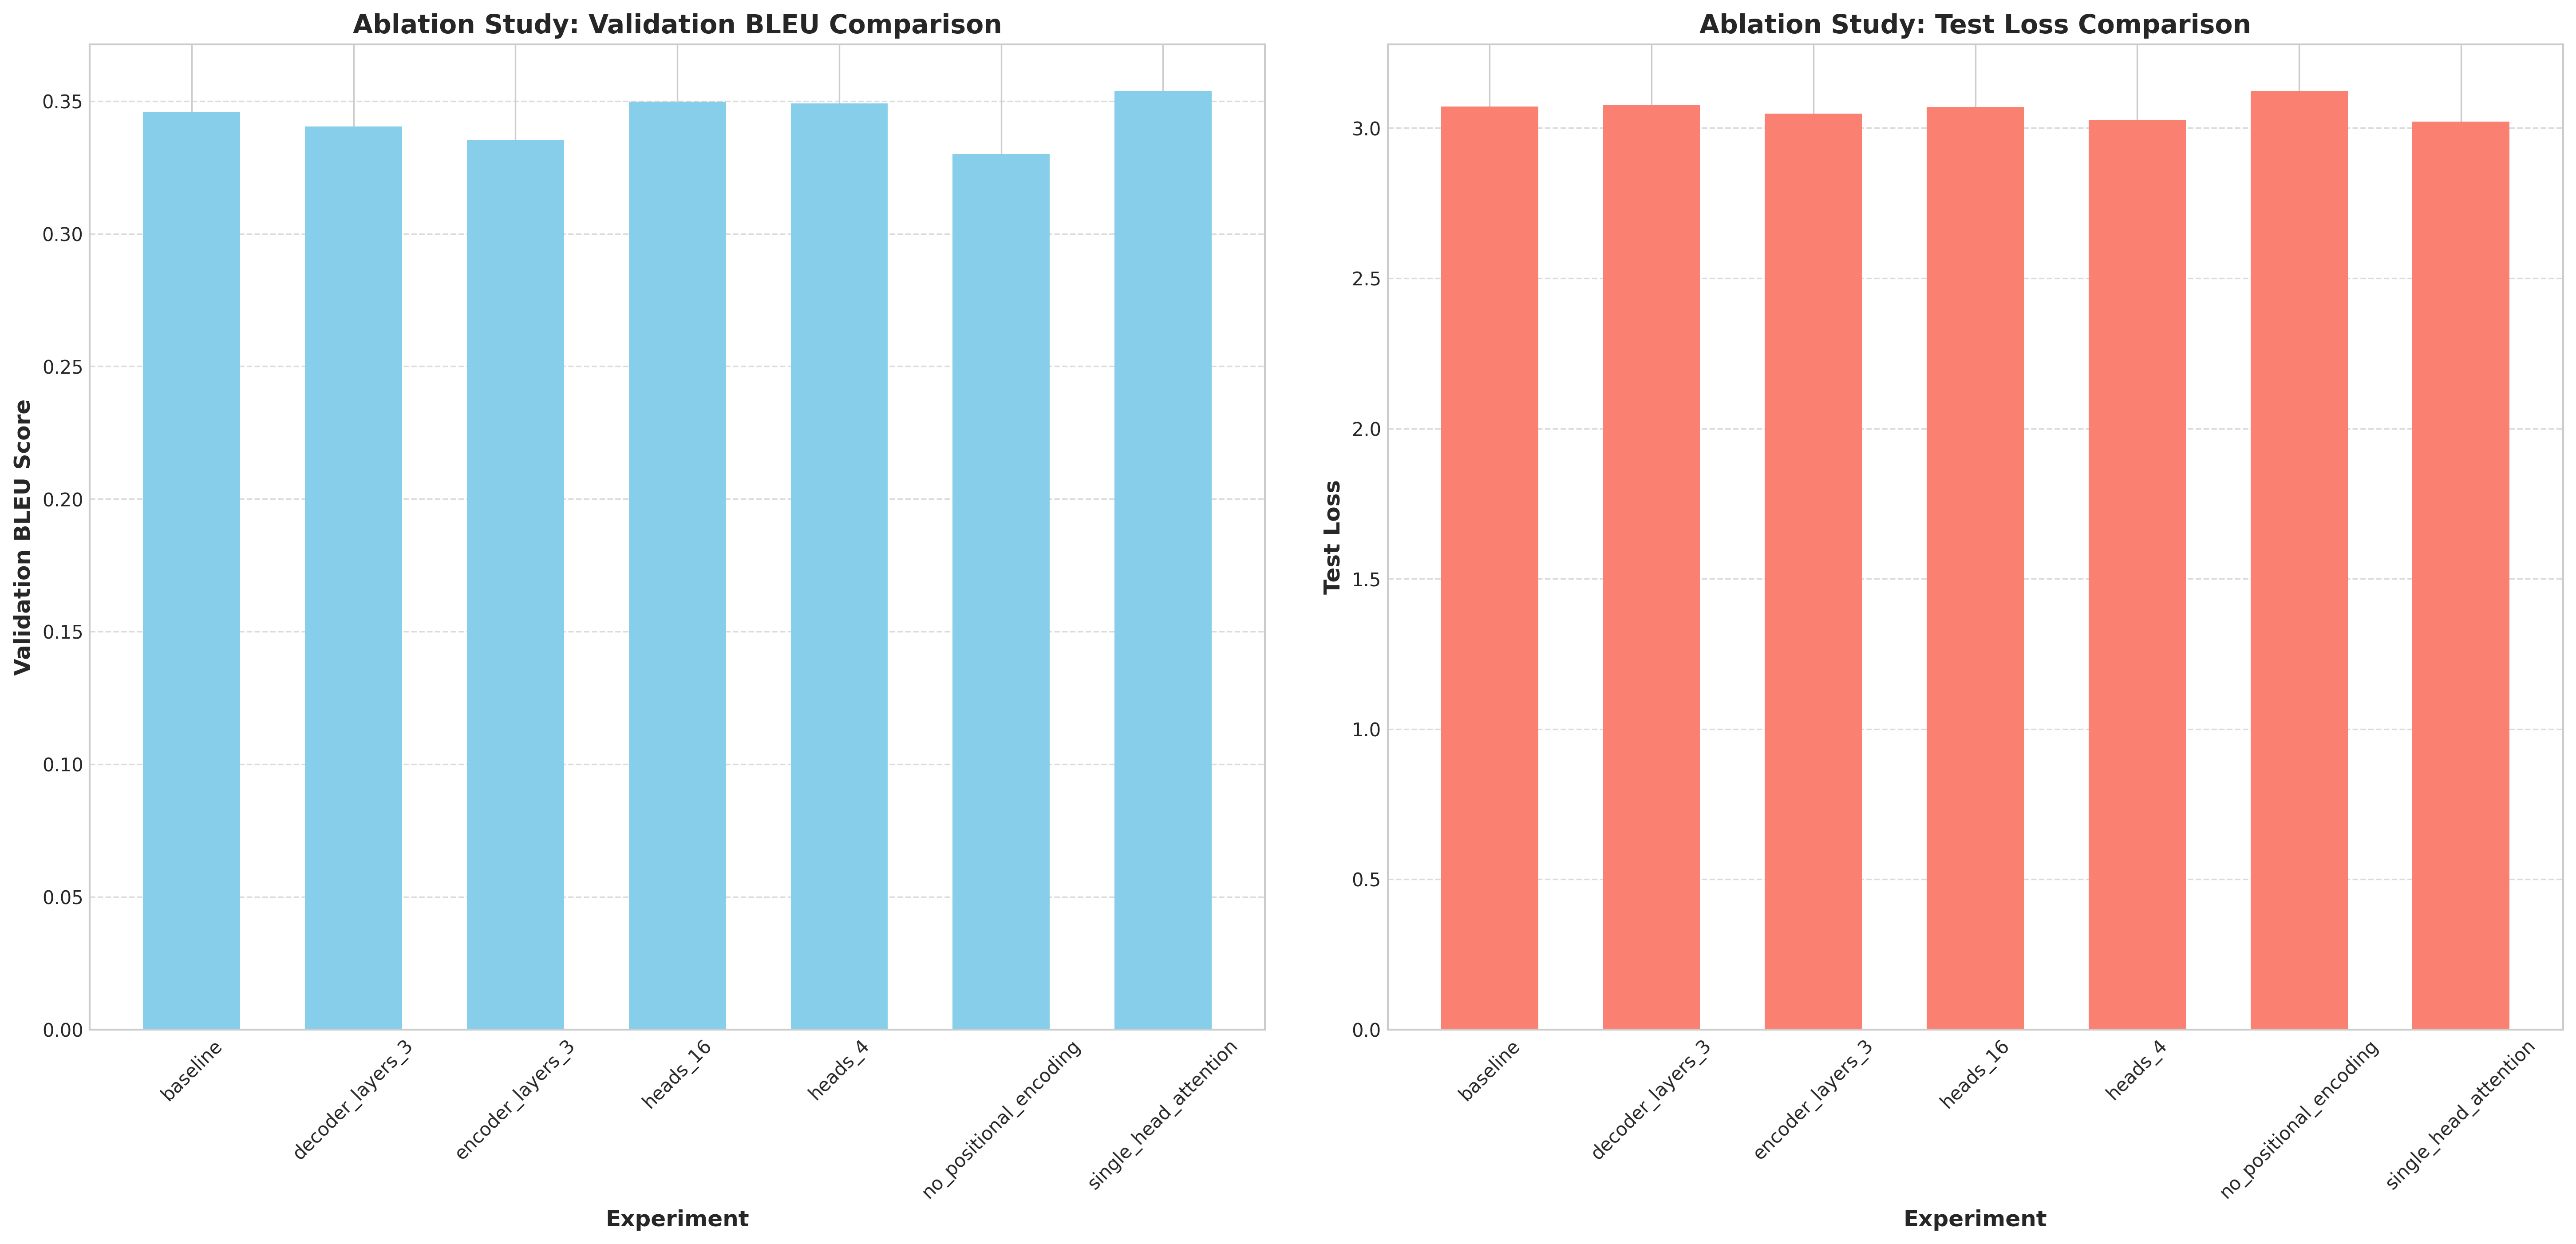 Ablation Study: Validation BLEU Comparison
Validation BLEU Score
0.35
0.30
0.25
0.20
0.15
0.10
0.05
0.00
baseline
decoder_layers_3
encoder_layers_3
heads_16
heads_4
no_positional_encoding
single_head_attention
Experiment
Ablation Study: Test Loss Comparison
Test Loss
3.0
2.5
2.0
1.5
1.0
0.5
0.0
baseline
decoder_layers_3
encoder_layers_3
heads_16
heads_4
no_positional_encoding
single_head_attention
Experiment